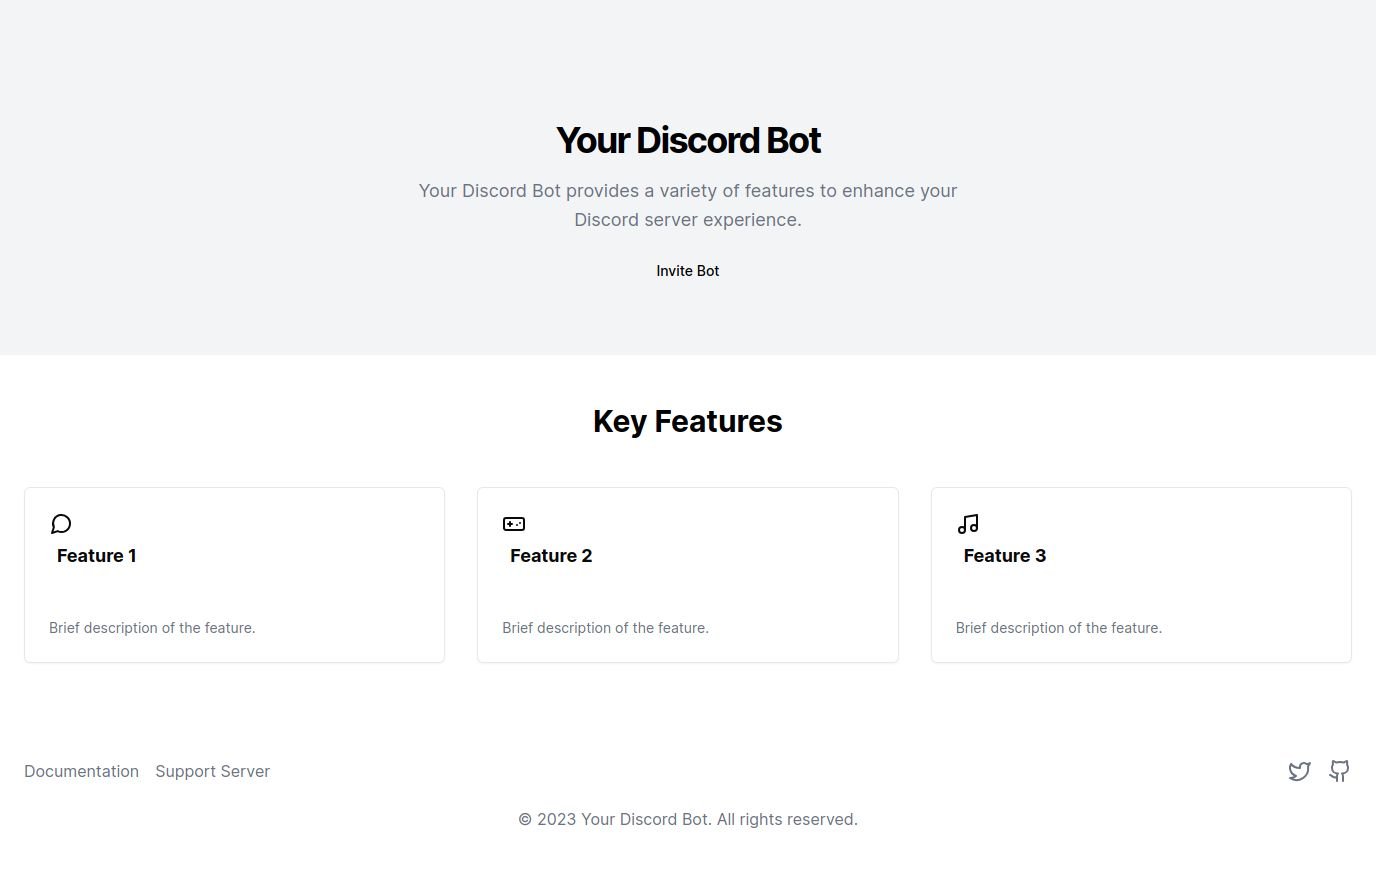 Your Discord Bot
Your Discord Bot provides a variety of features to enhance your
Discord server experience.
Invite Bot
Key Features
Feature 1
Brief description of the feature.
Feature 2
Brief description of the feature.
Feature 3
Brief description of the feature.
Documentation Support Server
© 2023 Your Discord Bot. All rights reserved.